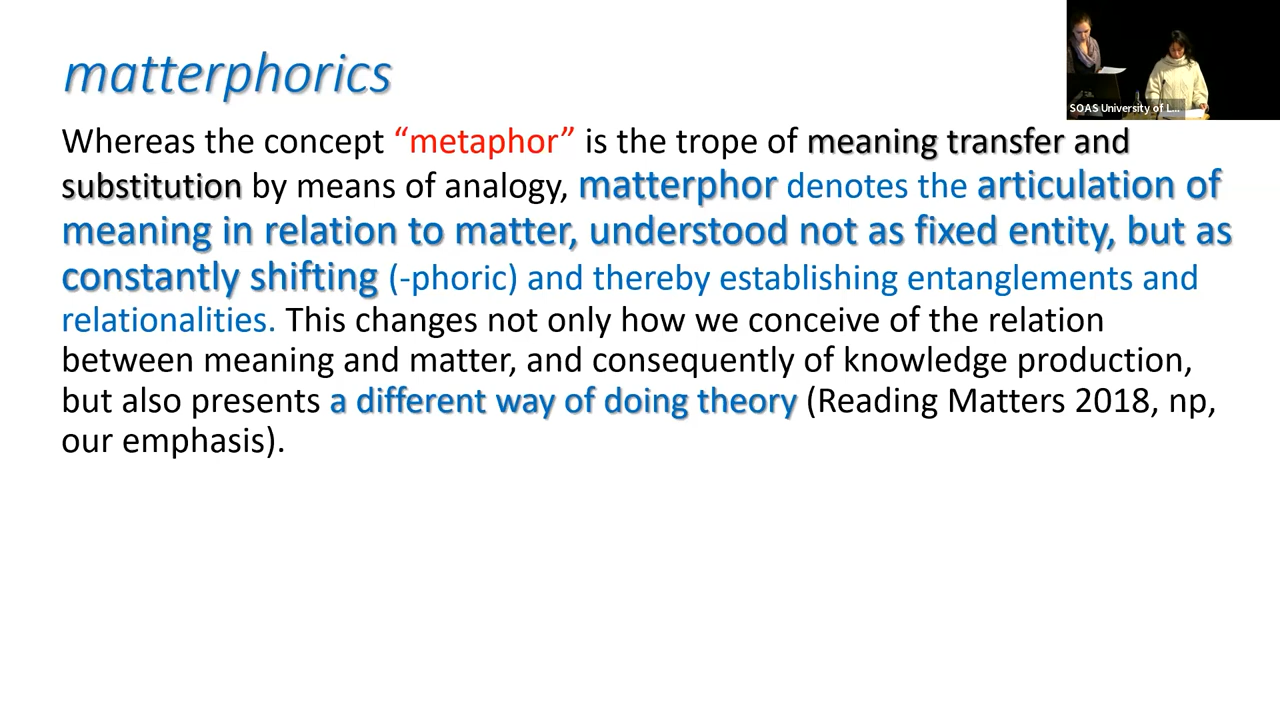 matterphorics
SOAS University of L...
Whereas the concept “metaphor” is the trope of meaning transfer and
substitution by means of analogy, matterphor denotes the articulation of
meaning in relation to matter, understood not as fixed entity, but as
constantly shifting (-phoric) and thereby establishing entanglements and
relationalities. This changes not only how we conceive of the relation
between meaning and matter, and consequently of knowledge production,
but also presents a different way of doing theory (Reading Matters 2018, np,
our emphasis).